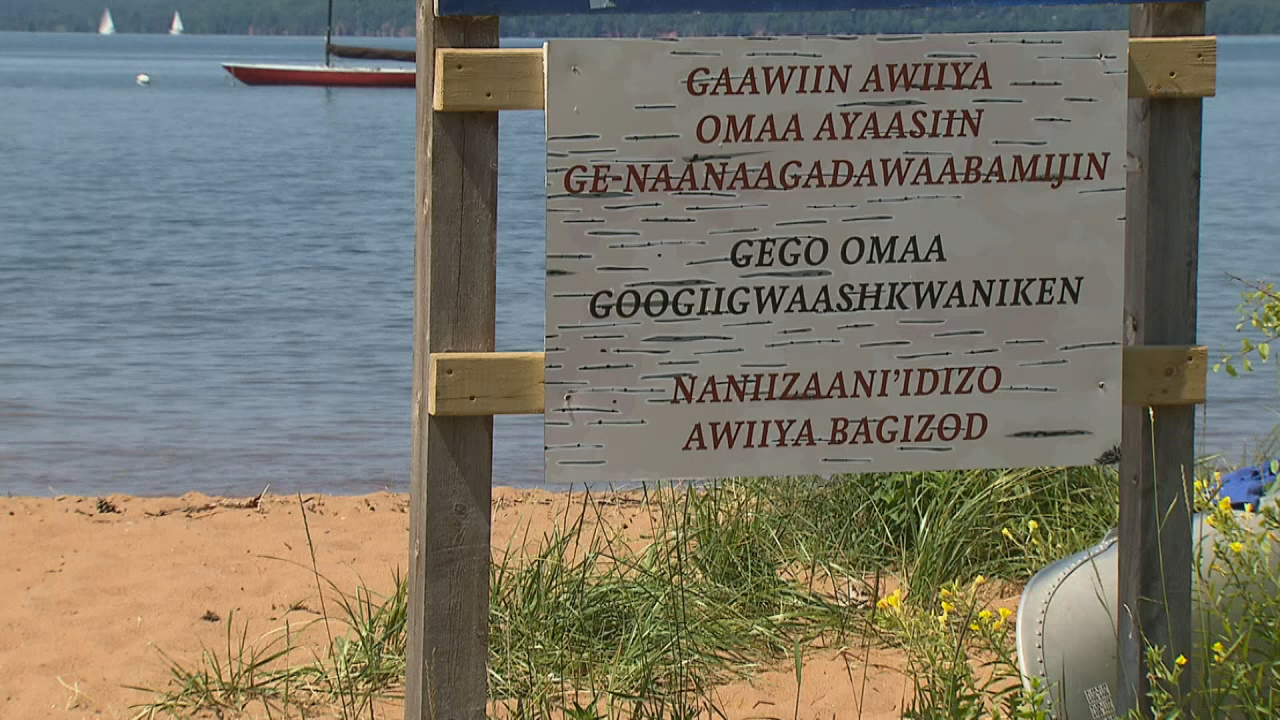 GAAWIIN AWIIYA
OMAA AYAASIIN
GE-NAANAAGADAWAABAMIJIN
GEGO OMAA
GOOGIIGWAASHKWANIKEN
NANIIZAANI'IDIZO
AWIIYA BAGIZOD